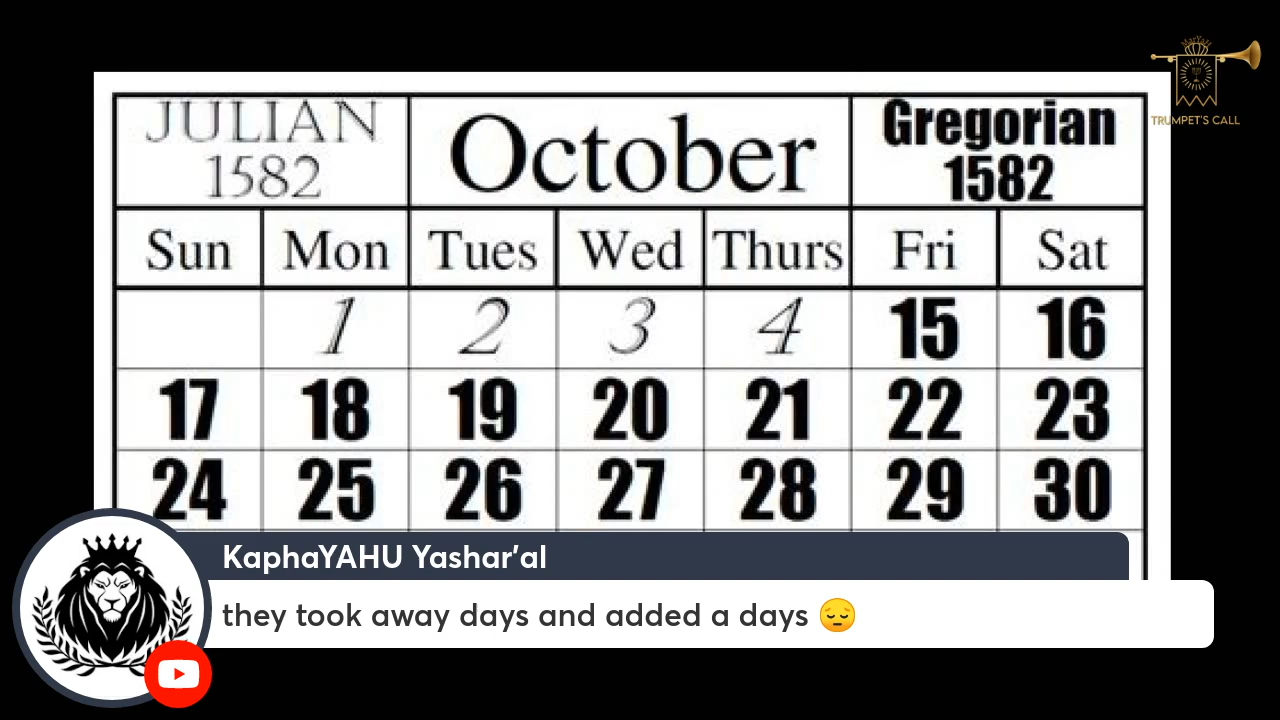 MarYaH
TRUMPET'S CALL
JULIAN
1582
October
Gregorian
1582
Sun Mon Tues Wed Thurs Fri Sat
1 2 3 4 15 16
17 18 19 20 21 22 23
24 25 26 27 28 29 30
KaphaYAHU Yashar'al
they took away days and added a days 😔